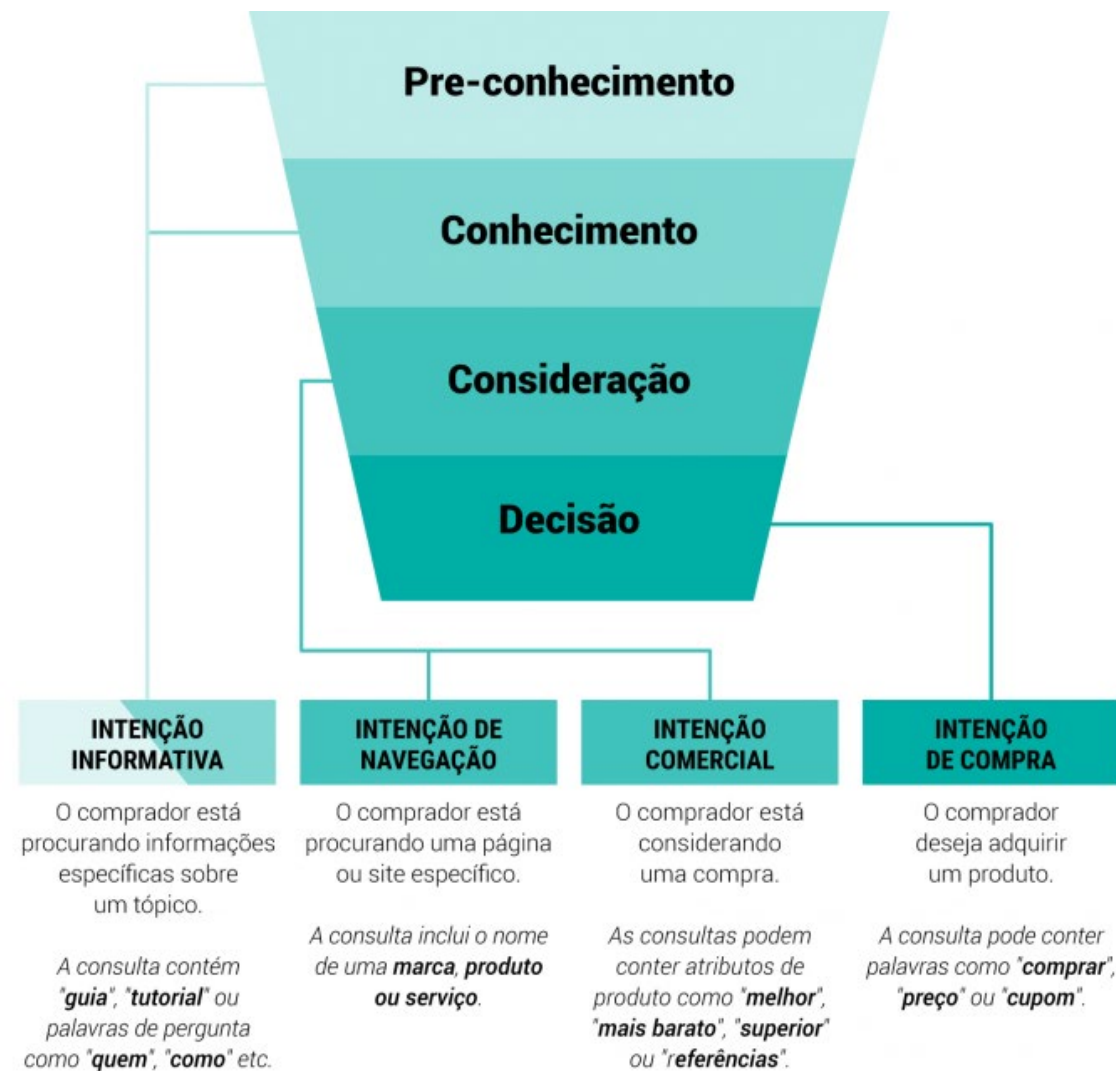 Pre-conhecimento
Conhecimento
Consideração
Decisão
INTENÇÃO
INFORMATIVA
O comprador está
procurando informações
específicas sobre
um tópico.
A consulta contém
"guia", "tutorial" ou
palavras de pergunta
como "quem", "como" etc.
INTENÇÃO DE
NAVEGAÇÃO
O comprador está
procurando uma página
ou site específico.
A consulta inclui o nome
de uma marca, produto
ou serviço.
INTENÇÃO
COMERCIAL
O comprador está
considerando
uma compra.
As consultas podem
conter atributos de
produto como "melhor",
"mais barato", "superior"
ou "referências".
INTENÇÃO
DE COMPRA
O comprador
deseja adquirir
um produto.
A consulta pode conter
palavras como "comprar",
"preço" ou "cupom".